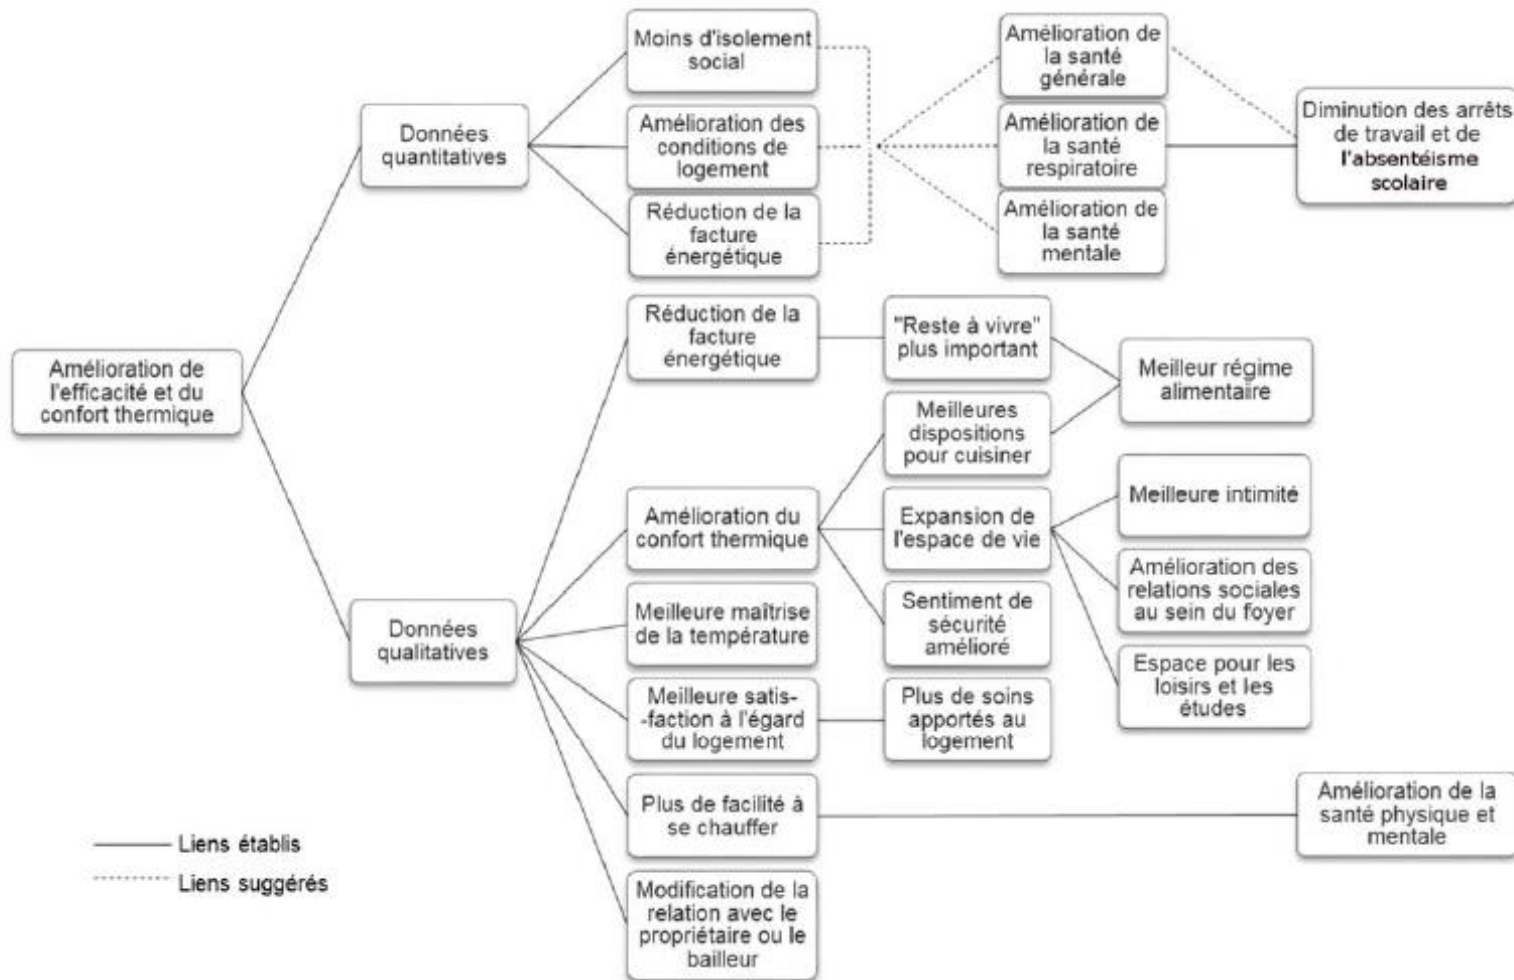 Moins d'isolement
social
Amélioration de
la santé
générale
Données
quantitatives
Amélioration des
conditions de
logement
Amélioration de
la santé
respiratoire
Diminution des arrêts
de travail et de
l'absentéisme
scolaire
Réduction de la
facture
énergétique
Amélioration de
la santé
mentale
Amélioration de
l'efficacité et du
confort thermique
Réduction de la
facture
énergétique
"Reste à vivre"
plus important
Meilleur régime
alimentaire
Meilleures
dispositions
pour cuisiner
Amélioration du
confort thermique
Expansion de
l'espace de vie
Meilleure intimité
Amélioration des
relations sociales
au sein du foyer
Données
qualitatives
Meilleure maîtrise
de la température
Sentiment de
sécurité
amélioré
Espace pour les
loisirs et les
études
Meilleure satis-
-faction à l'égard
du logement
Plus de soins
apportés au
logement
Plus de facilité à
se chauffer
Amélioration de la
santé physique et
mentale
Modification de la
relation avec le
propriétaire ou le
bailleur
Liens établis
Liens suggérés